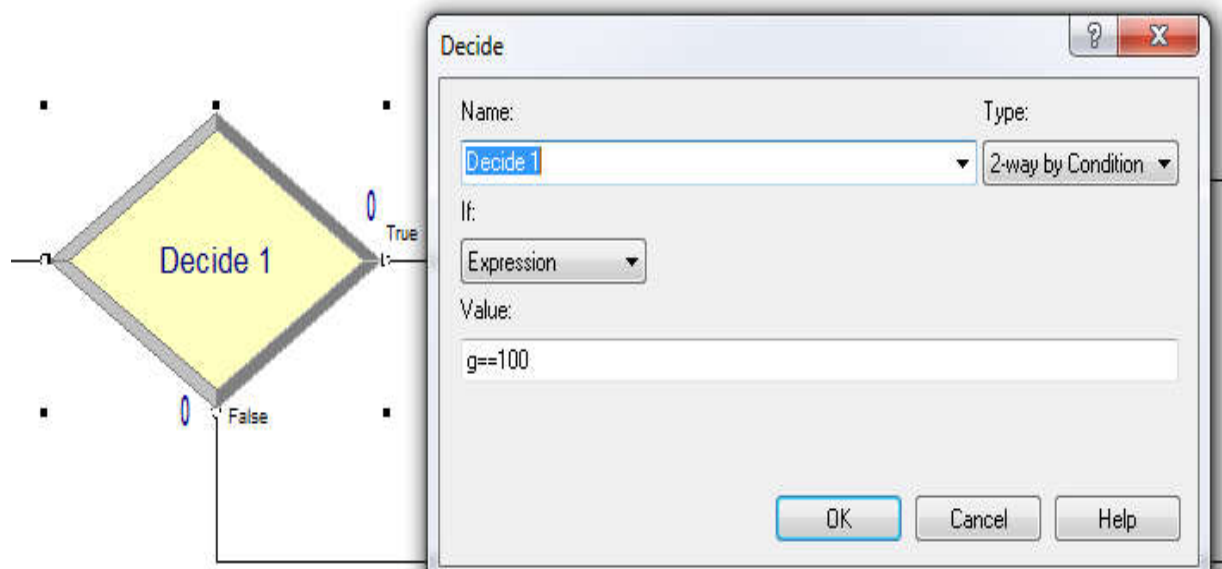 Decide
Name:
Type:
Decide 1
2-way by Condition
If:
Expression
Value:
g==100
OK
Cancel
Help
Decide 1
0
True
0
False